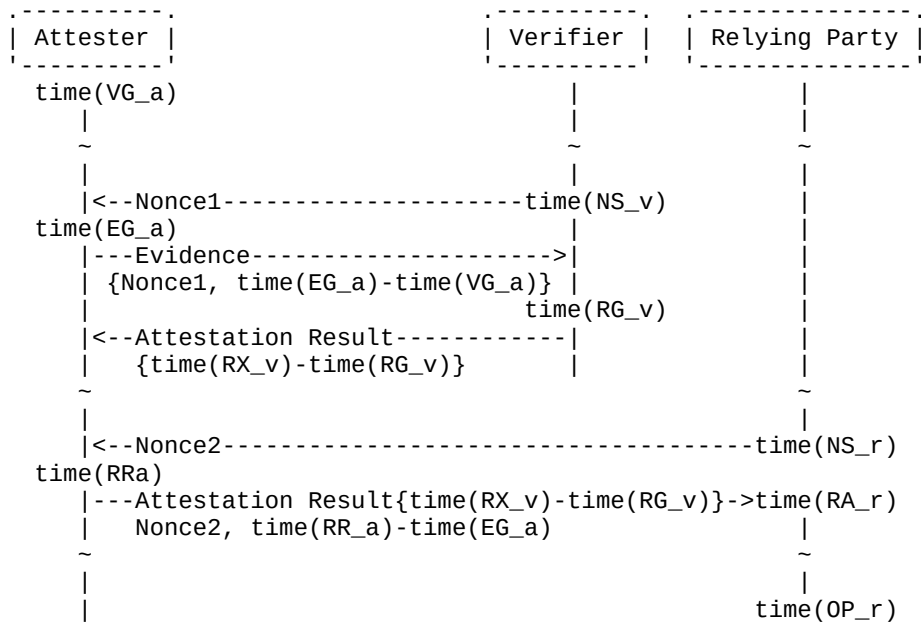 .----------.                     .----------.  .---------------.
| Attester |                     | Verifier |  | Relying Party |
'----------'                     '----------'  '---------------'
  time(VG_a)                           |               |
     |                                 |               |
     ~                                 ~               ~
     |                                 |               |
     |<--Nonce1---------------------time(NS_v)         |
  time(EG_a)                           |               |
     |---Evidence--------------------->|               |
     | {Nonce1, time(EG_a)-time(VG_a)} |               |
     |                              time(RG_v)         |
     |<--Attestation Result------------|               |
     |   {time(RX_v)-time(RG_v)}       |               |
     ~                                                 ~
     |                                                 |
     |<--Nonce2-------------------------------------time(NS_r)
  time(RRa)
     |---Attestation Result{time(RX_v)-time(RG_v)}->time(RA_r)
     |   Nonce2, time(RR_a)-time(EG_a)                 |
     ~                                                 ~
     |                                                 |
     |                                              time(OP_r)